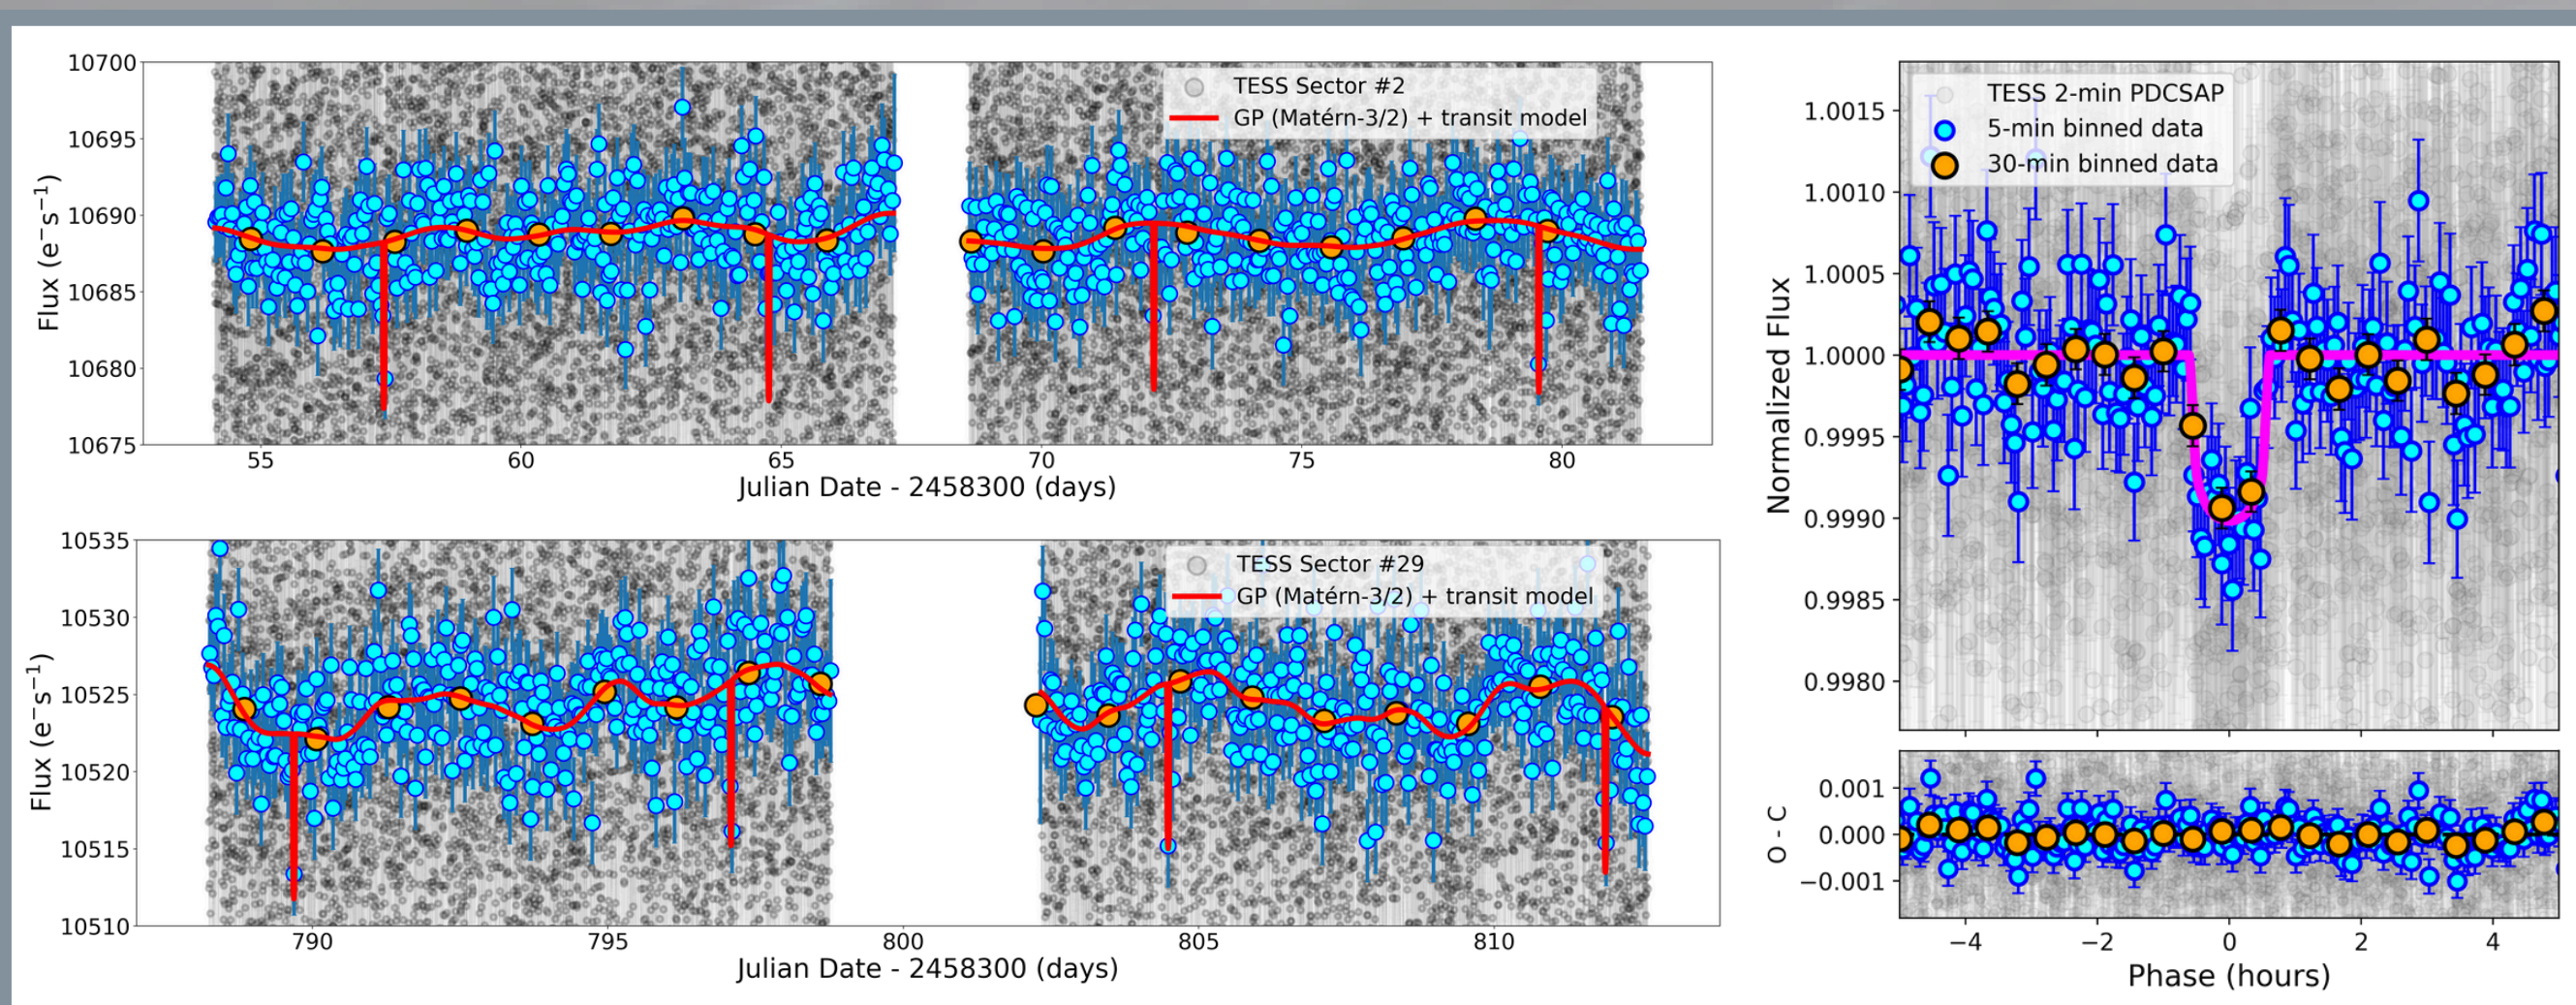 10700
10695
10690
10685
10680
10675
Flux (e⁻s⁻¹)
TESS Sector #2
GP (Matérn-3/2) + transit model
55 60 65 70 75 80
Julian Date - 2458300 (days)
10535
10530
10525
10520
10515
10510
Flux (e⁻s⁻¹)
TESS Sector #29
GP (Matérn-3/2) + transit model
790 795 800 805 810
Julian Date - 2458300 (days)
TESS 2-min PDCSAP
5-min binned data
30-min binned data
1.0015
1.0010
1.0005
1.0000
0.9995
0.9990
0.9985
0.9980
Normalized Flux
0.001
0.000
−0.001
O - C
−4 −2 0 2 4
Phase (hours)